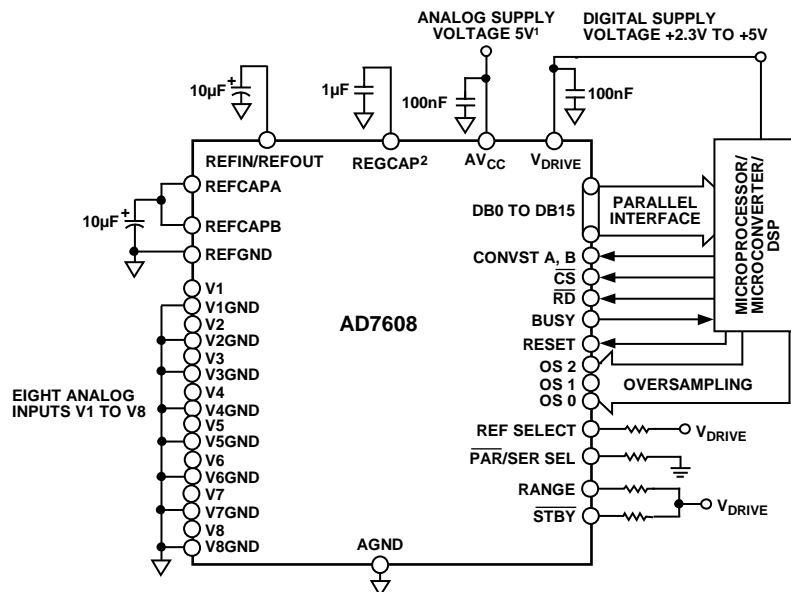 ANALOG SUPPLY
VOLTAGE 5V¹
DIGITAL SUPPLY
VOLTAGE +2.3V TO +5V
10µF
+
1µF
100nF
100nF
REFIN/REFOUT
REGCAP²
AVCC
VDRIVE
REFCAPA
REFCAPB
REFGND
10µF
+
DB0 TO DB15
PARALLEL
INTERFACE
MICROPROCESSOR/
MICROCONVERTER/
DSP
CONVST A, B
CS
RD
BUSY
RESET
OS 2
OS 1
OS 0
OVERSAMPLING
V1
V1GND
V2
V2GND
V3
V3GND
V4
V4GND
V5
V5GND
V6
V6GND
V7
V7GND
V8
V8GND
AD7608
EIGHT ANALOG
INPUTS V1 TO V8
REF SELECT
VDRIVE
PAR/SER SEL
RANGE
STBY
VDRIVE
AGND